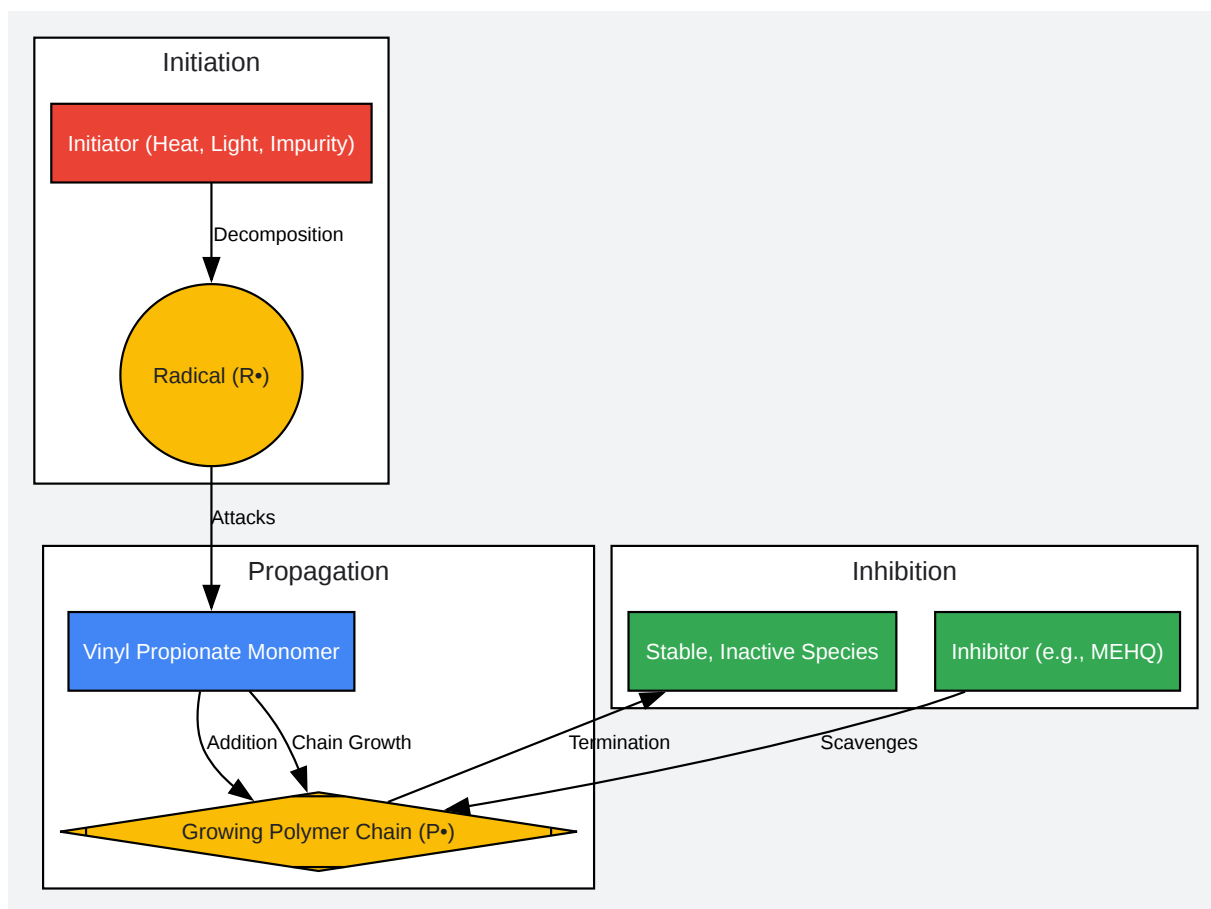 Initiation
Initiator (Heat, Light, Impurity)
Decomposition
Radical (R•)
Attacks
Propagation
Inhibition
Vinyl Propionate Monomer
Stable, Inactive Species
Inhibitor (e.g., MEHQ)
Addition
Chain Growth
Termination
Scavenges
Growing Polymer Chain (P•)